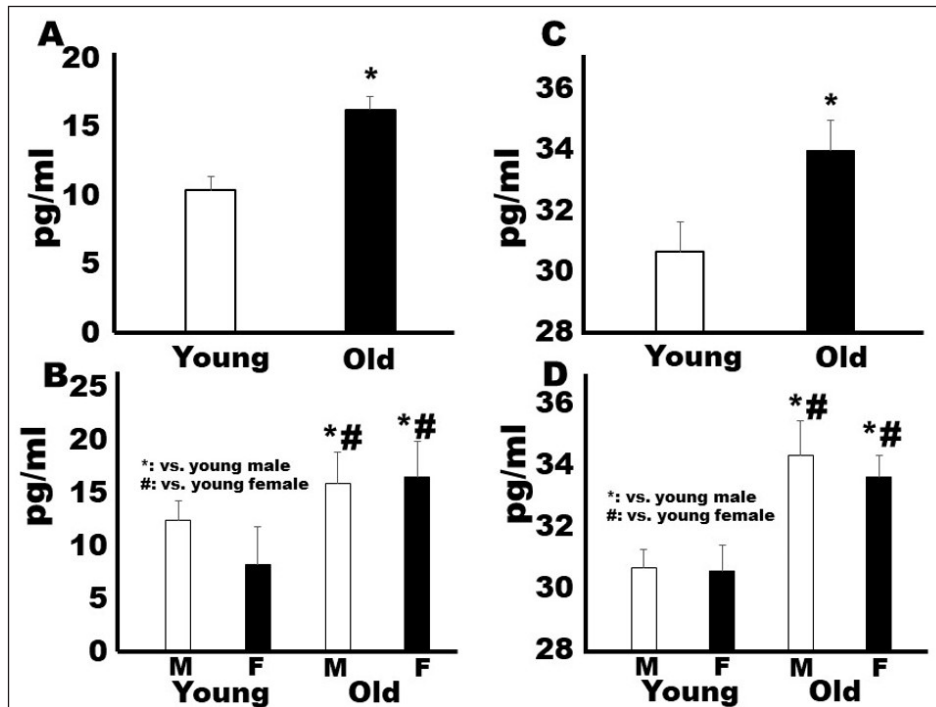 A
20
15
10
5
0
pg/ml
*
Young Old
B
25
20
15
10
5
0
pg/ml
*: vs. young male
#: vs. young female
*# *#
M F M F
Young Old
C
36
34
32
30
28
pg/ml
*
Young Old
D
36
34
32
30
28
pg/ml
*: vs. young male
#: vs. young female
*# *#
M F M F
Young Old